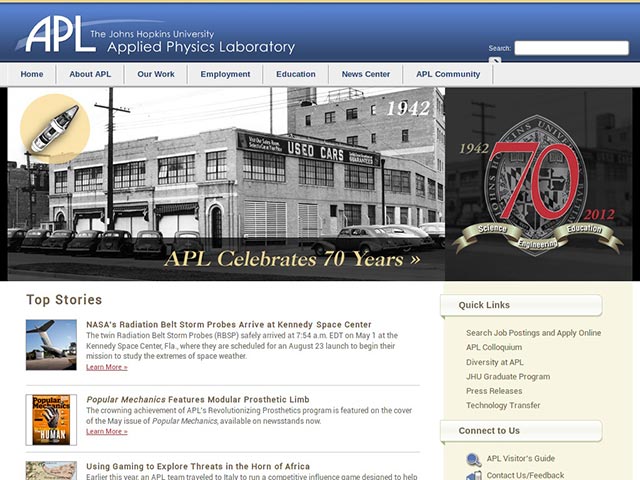 APL The Johns Hopkins University
Applied Physics Laboratory
Search:
Home About APL Our Work Employment Education News Center APL Community
1942
USED CARS
APL Celebrates 70 Years »
1942
70
2012
Science
Engineering
Education
Top Stories
NASA's Radiation Belt Storm Probes Arrive at Kennedy Space Center
The twin Radiation Belt Storm Probes (RBSP) safely arrived at 7:54 a.m. EDT on May 1 at the
Kennedy Space Center, Fla., where they are scheduled for an August 23 launch to begin their
mission to study the extremes of space weather.
Learn More »
Popular Mechanics
HUMAN
Popular Mechanics Features Modular Prosthetic Limb
The crowning achievement of APL's Revolutionizing Prosthetics program is featured on the cover
of the May issue of Popular Mechanics, available on newsstands now.
Learn More »
Using Gaming to Explore Threats in the Horn of Africa
Earlier this year, an APL team traveled to Italy to run a competitive influence game designed to help
Quick Links
Search Job Postings and Apply Online
APL Colloquium
Diversity at APL
JHU Graduate Program
Press Releases
Technology Transfer
Connect to Us
APL Visitor's Guide
Contact Us/Feedback